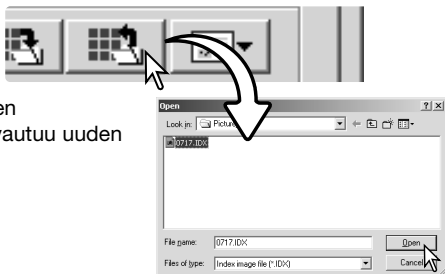 en
vautuu uuden
Open
Look in: Picture
0717.IDX
File name: 0717.IDX Open
Files of type: Index image file (*.IDX) Cancel